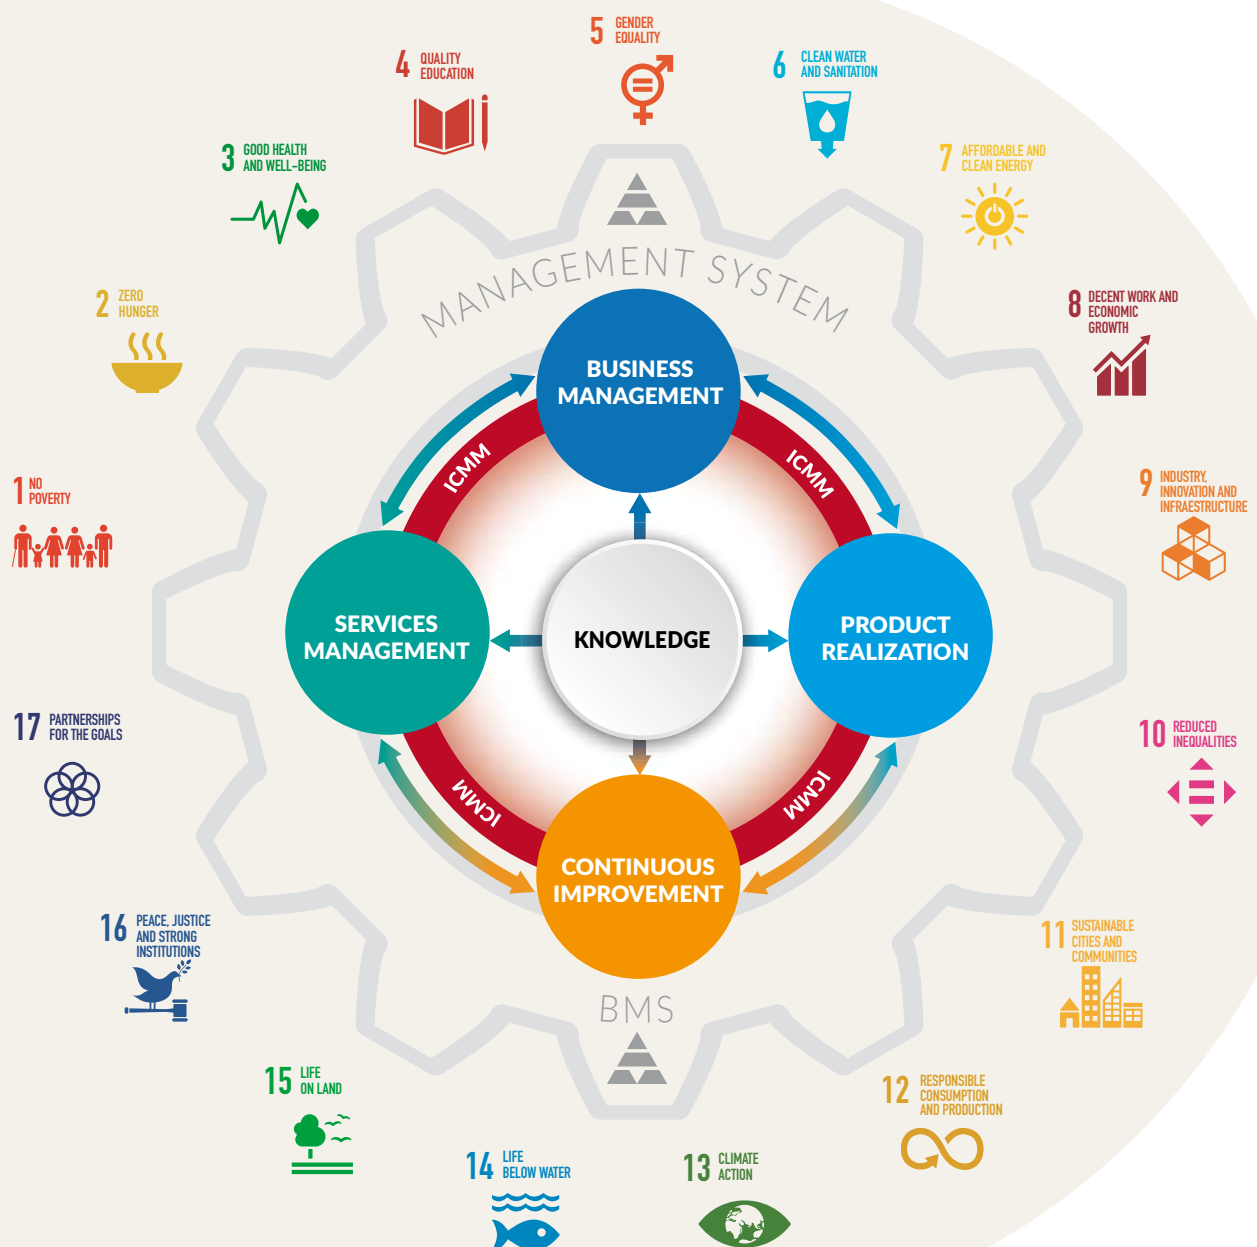 5 GENDER
EQUALITY
4 QUALITY
EDUCATION
6 CLEAN WATER
AND SANITATION
3 GOOD HEALTH
AND WELL-BEING
7 AFFORDABLE AND
CLEAN ENERGY
2 ZERO
HUNGER
8 DECENT WORK AND
ECONOMIC
GROWTH
1 NO
POVERTY
9 INDUSTRY,
INNOVATION AND
INFRAESTRUCTURE
17 PARTNERSHIPS
FOR THE GOALS
10 REDUCED
INEQUALITIES
16 PEACE, JUSTICE
AND STRONG
INSTITUTIONS
11 SUSTAINABLE
CITIES AND
COMMUNITIES
15 LIFE
ON LAND
12 RESPONSIBLE
CONSUMPTION
AND PRODUCTION
14 LIFE
BELOW WATER
13 CLIMATE
ACTION
MANAGEMENT SYSTEM
BUSINESS
MANAGEMENT
ICMM
ICMM
SERVICES
MANAGEMENT
KNOWLEDGE
PRODUCT
REALIZATION
ICMM
ICMM
CONTINUOUS
IMPROVEMENT
BMS